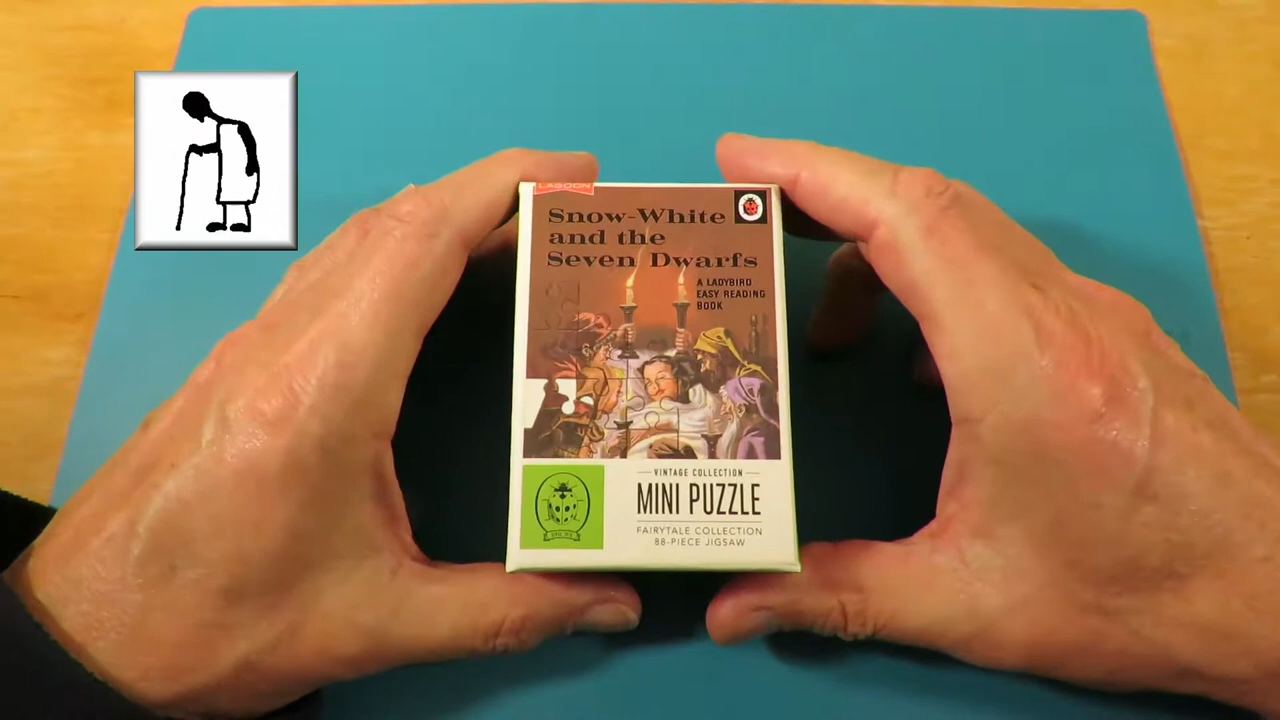 LAGOON
Snow-White
and the
Seven Dwarfs
A LADYBIRD
EASY READING
BOOK
VINTAGE COLLECTION
MINI PUZZLE
FAIRYTALE COLLECTION
88-PIECE JIGSAW